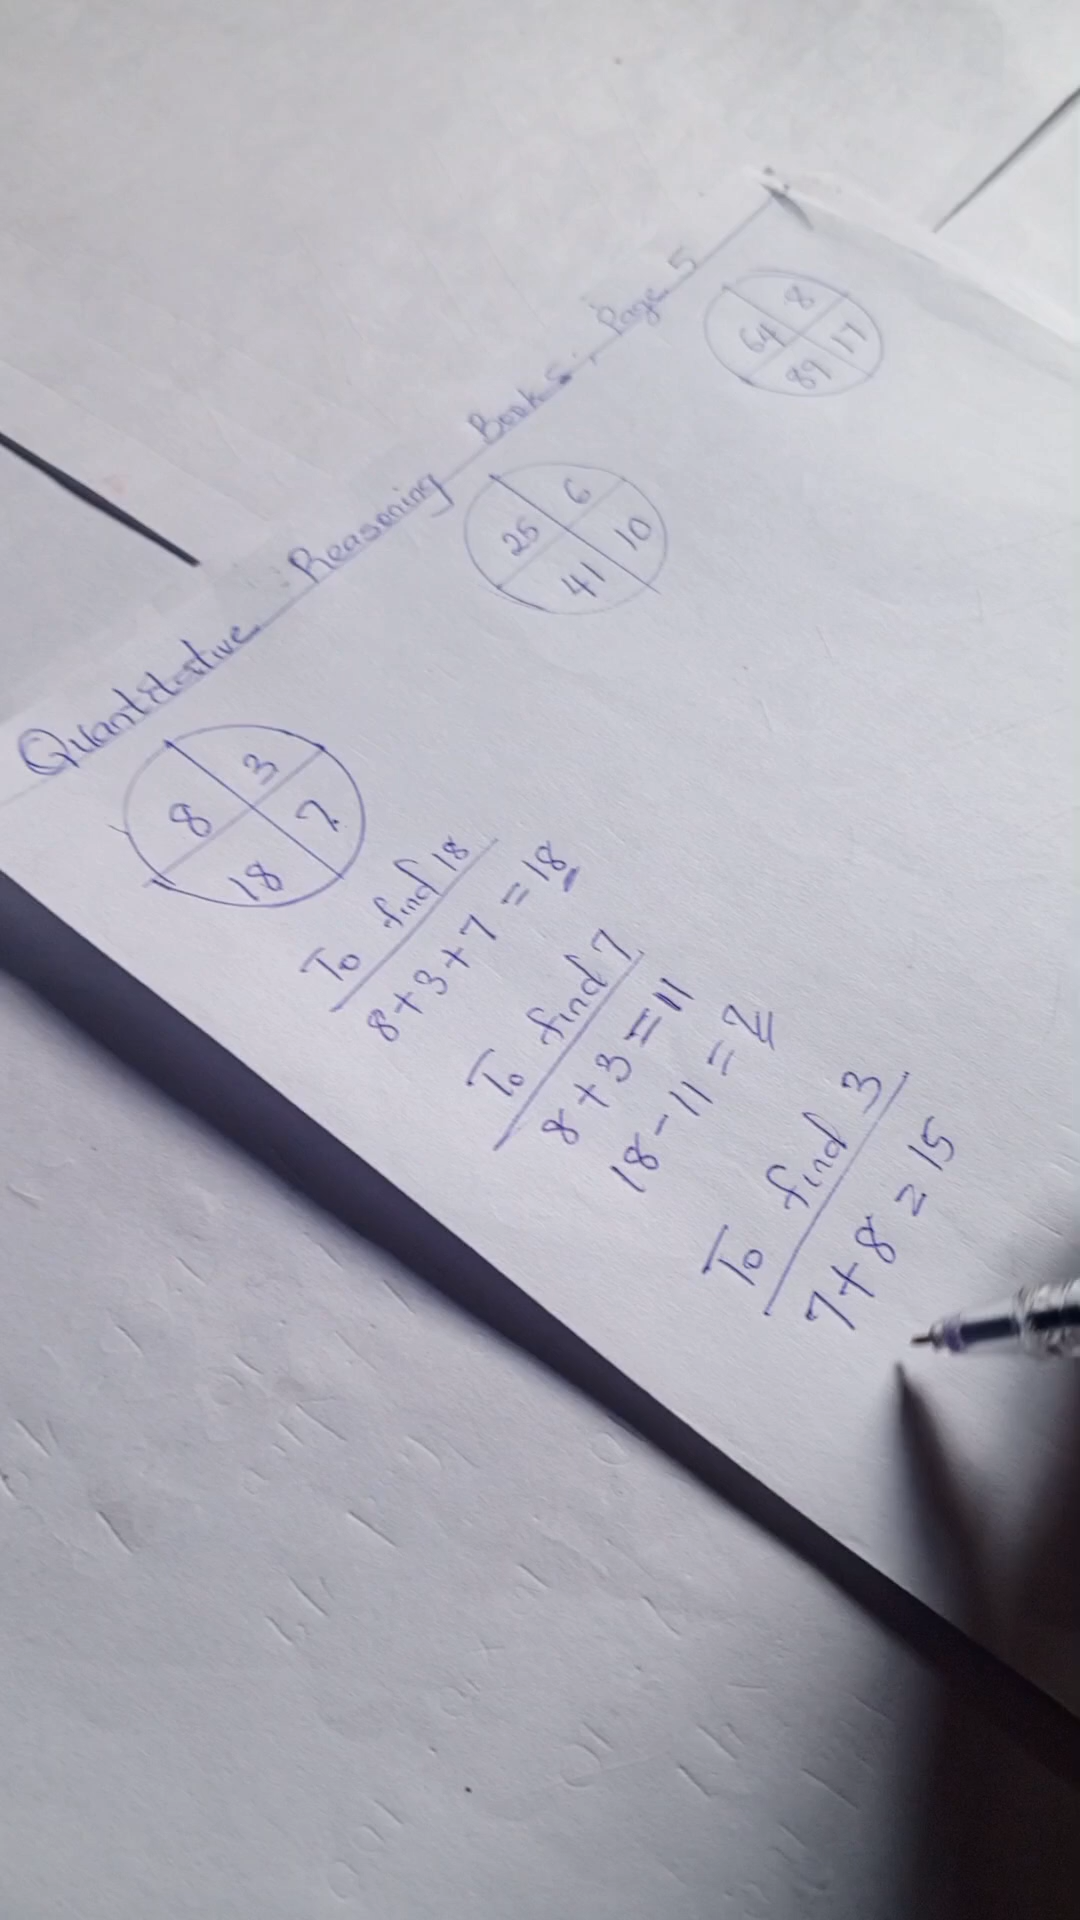 Quantitative Reasoning Book 5, Page 5
8 3 7 18
25 6 10 41
64 8 17 89
To find 18
8+3+7=18
To find 7
8+3=11
18-11=7
To find 3
7+8=15